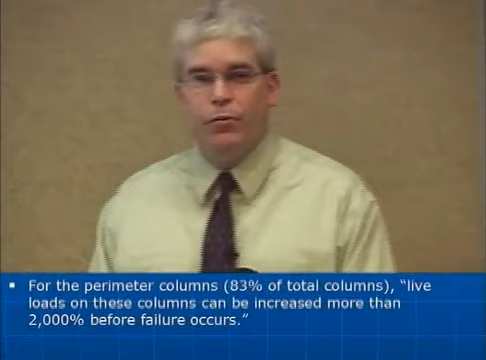 ▪ For the perimeter columns (83% of total columns), “live
loads on these columns can be increased more than
2,000% before failure occurs.”